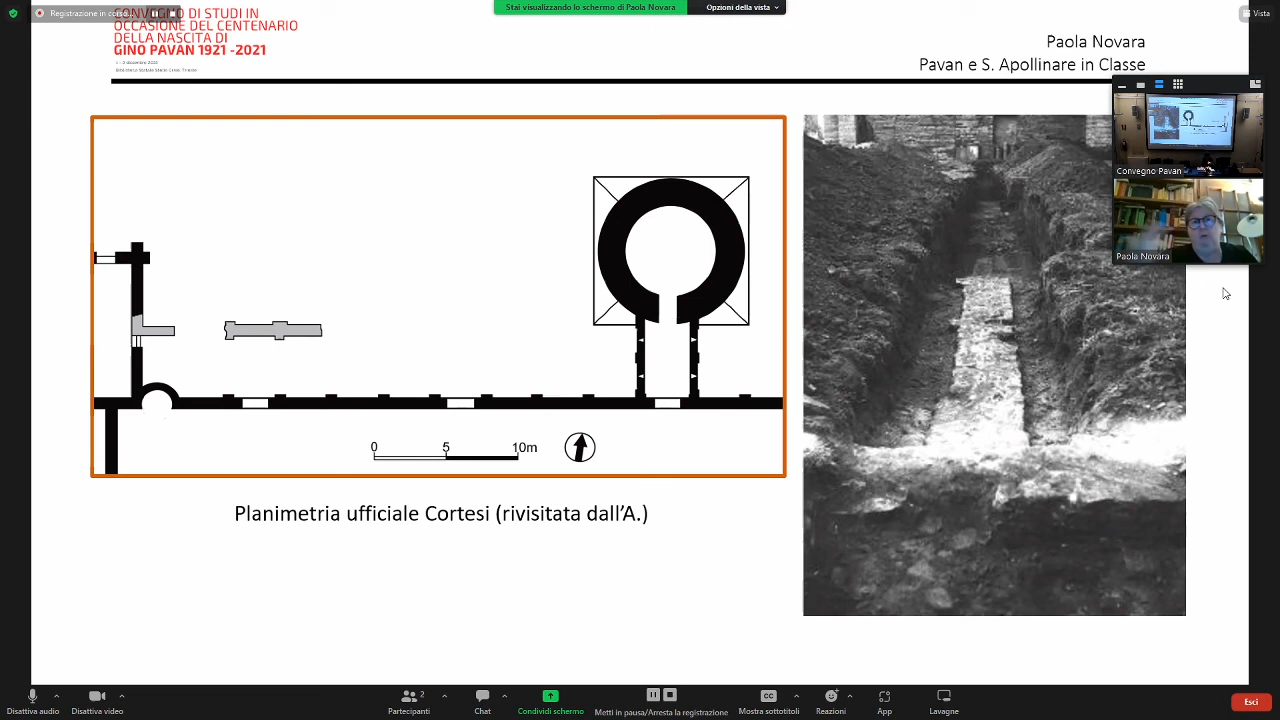 Registrazione in corso...
Stai visualizzando lo schermo di Paola Novara
Opzioni della vista
Vista
CONVEGNO DI STUDI IN
OCCASIONE DEL CENTENARIO
DELLA NASCITA DI
GINO PAVAN 1921 -2021
Paola Novara
Pavan e S. Apollinare in Classe
Convegno Pavan
Paola Novara
0 5 10m
Planimetria ufficiale Cortesi (rivisitata dall'A.)
Disattiva audio
Disattiva video
2
Partecipanti
Chat
Condividi schermo
Metti in pausa/Arresta la registrazione
CC
Mostra sottotitoli
Reazioni
App
Lavagne
Esci